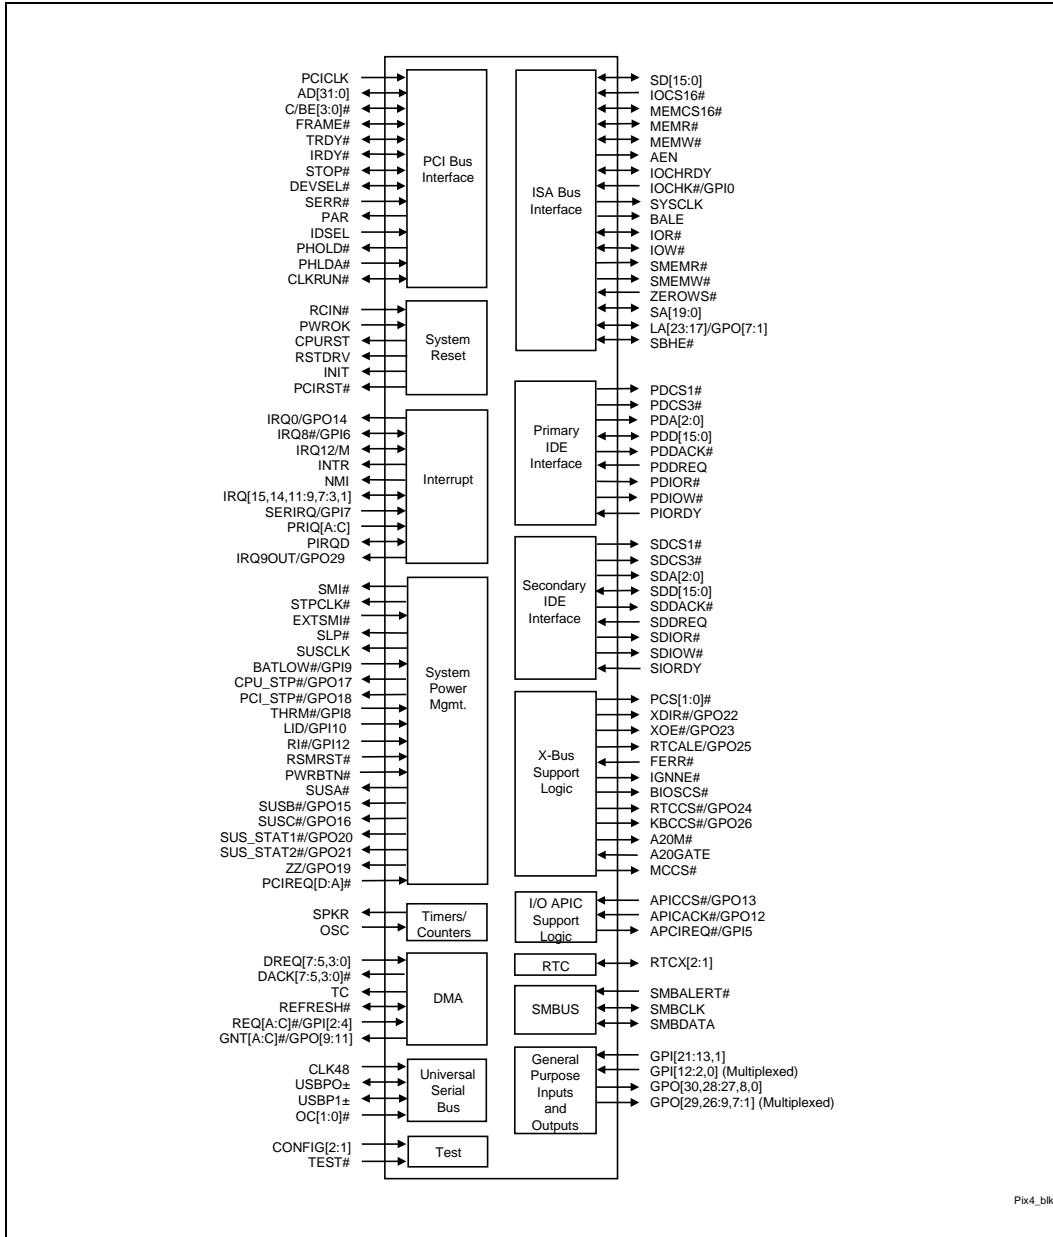 PCICLK
AD[31:0]
C/BE[3:0]#
FRAME#
TRDY#
IRDY#
STOP#
DEVSEL#
SERR#
PAR
IDSEL
PHOLD#
PHLDA#
CLKRUN#
PCI Bus
Interface
RCIN#
PWROK
CPURST
RSTDRV
INIT
PCIRST#
System
Reset
IRQ0/GPO14
IRQ8#/GPI6
IRQ12/M
INTR
NMI
IRQ[15,14,11:9,7:3,1]
SERIRQ/GPI7
PRIQ[A:C]
PIRQD
IRQ9OUT/GPO29
Interrupt
SMI#
STPCLK#
EXTSMI#
SLP#
SUSCLK
BATLOW#/GPI9
CPU_STP#/GPO17
PCI_STP#/GPO18
THRM#/GPI8
LID/GPI10
RI#/GPI12
RSMRST#
PWRBTN#
SUSA#
SUSB#/GPO15
SUSC#/GPO16
SUS_STAT1#/GPO20
SUS_STAT2#/GPO21
ZZ/GPO19
PCIREQ[D:A]#
System
Power
Mgmt.
SPKR
OSC
Timers/
Counters
DREQ[7:5,3:0]
DACK[7:5,3:0]#
TC
REFRESH#
REQ[A:C]#/GPI[2:4]
GNT[A:C]#/GPO[9:11]
DMA
CLK48
USBPO±
USBP1±
OC[1:0]#
Universal
Serial
Bus
CONFIG[2:1]
TEST#
Test
ISA Bus
Interface
SD[15:0]
IOCS16#
MEMCS16#
MEMR#
MEMW#
AEN
IOCHRDY
IOCHK#/GPI0
SYSCLK
BALE
IOR#
IOW#
SMEMR#
SMEMW#
ZEROWS#
SA[19:0]
LA[23:17]/GPO[7:1]
SBHE#
Primary
IDE
Interface
PDCS1#
PDCS3#
PDA[2:0]
PDD[15:0]
PDDACK#
PDDREQ
PDIOR#
PDIOW#
PIORDY
Secondary
IDE
Interface
SDCS1#
SDCS3#
SDA[2:0]
SDD[15:0]
SDDACK#
SDDREQ
SDIOR#
SDIOW#
SIORDY
X-Bus
Support
Logic
PCS[1:0]#
XDIR#/GPO22
XOE#/GPO23
RTCALE/GPO25
FERR#
IGNNE#
BIOSCS#
RTCCS#/GPO24
KBCCS#/GPO26
A20M#
A20GATE
MCCS#
I/O APIC
Support
Logic
APICCS#/GPO13
APICACK#/GPO12
APCIREQ#/GPI5
RTC
RTCX[2:1]
SMBUS
SMBALERT#
SMBCLK
SMBDATA
General
Purpose
Inputs
and
Outputs
GPI[21:13,1]
GPI[12:2,0] (Multiplexed)
GPO[30,28:27,8,0]
GPO[29,26:9,7:1] (Multiplexed)
Pix4_blk